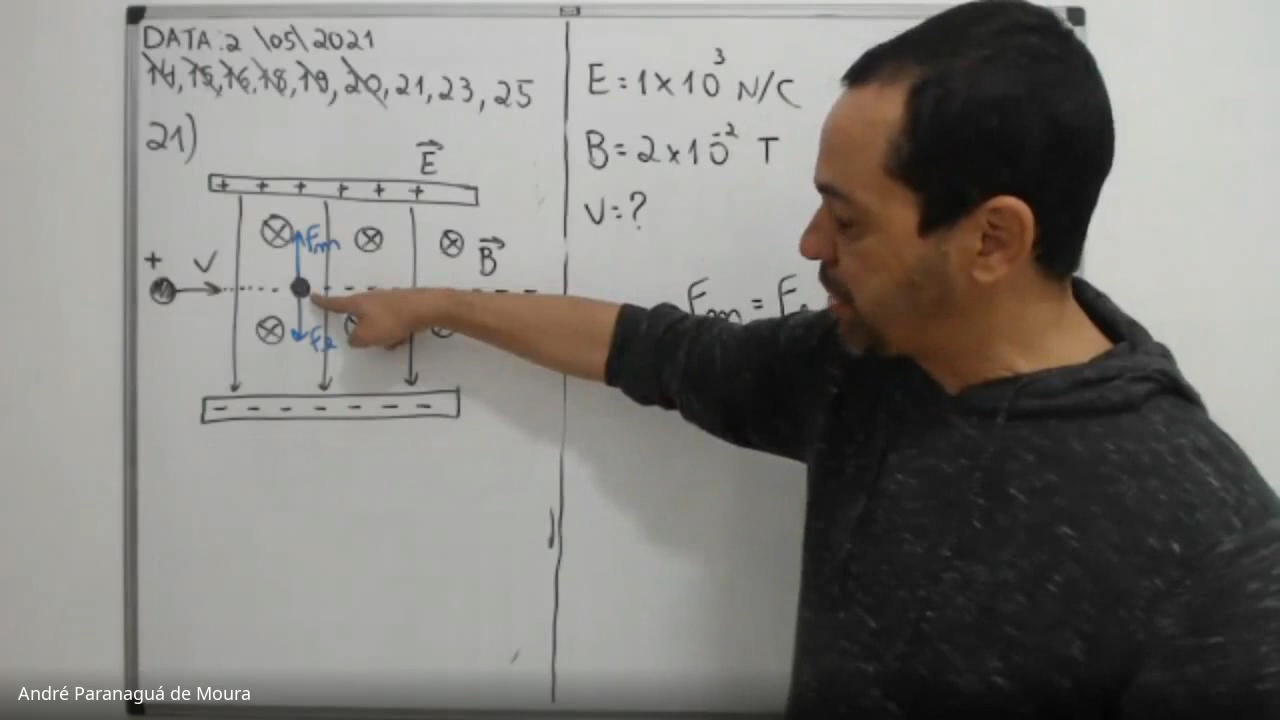 DATA: 2 \05\2021
14, 15, 16, 18, 19, 20, 21, 23, 25
21)
E
+ + + + + +
Fm
B
+ V
Fe
- - - - - -
E = 1 x 10³ N/C
B = 2 x 10⁻² T
V = ?
Fm =
André Paranaguá de Moura